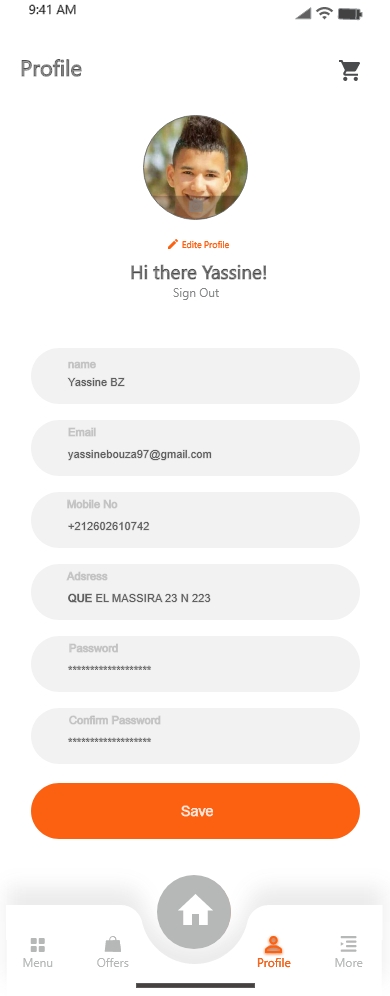 9:41 AM
Profile
Edite Profile
Hi there Yassine!
Sign Out
name
Yassine BZ
Email
yassinebouza97@gmail.com
Mobile No
+212602610742
Adsress
QUE EL MASSIRA 23 N 223
Password
*******************
Confirm Password
*******************
Save
Menu
Offers
Profile
More